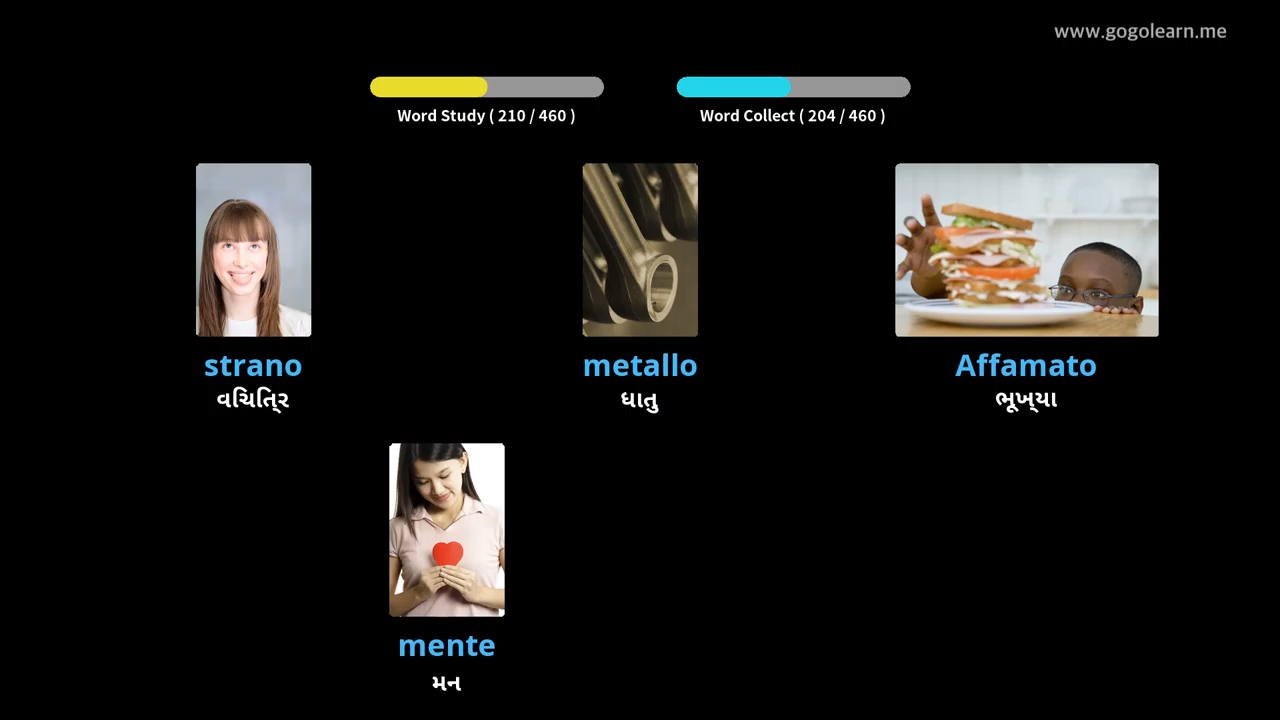 www.gogolearn.me
Word Study ( 210 / 460 )
Word Collect ( 204 / 460 )
strano
metallo
Affamato
વિચિત્ર
ધાતુ
ભૂખ્યા
mente
મન